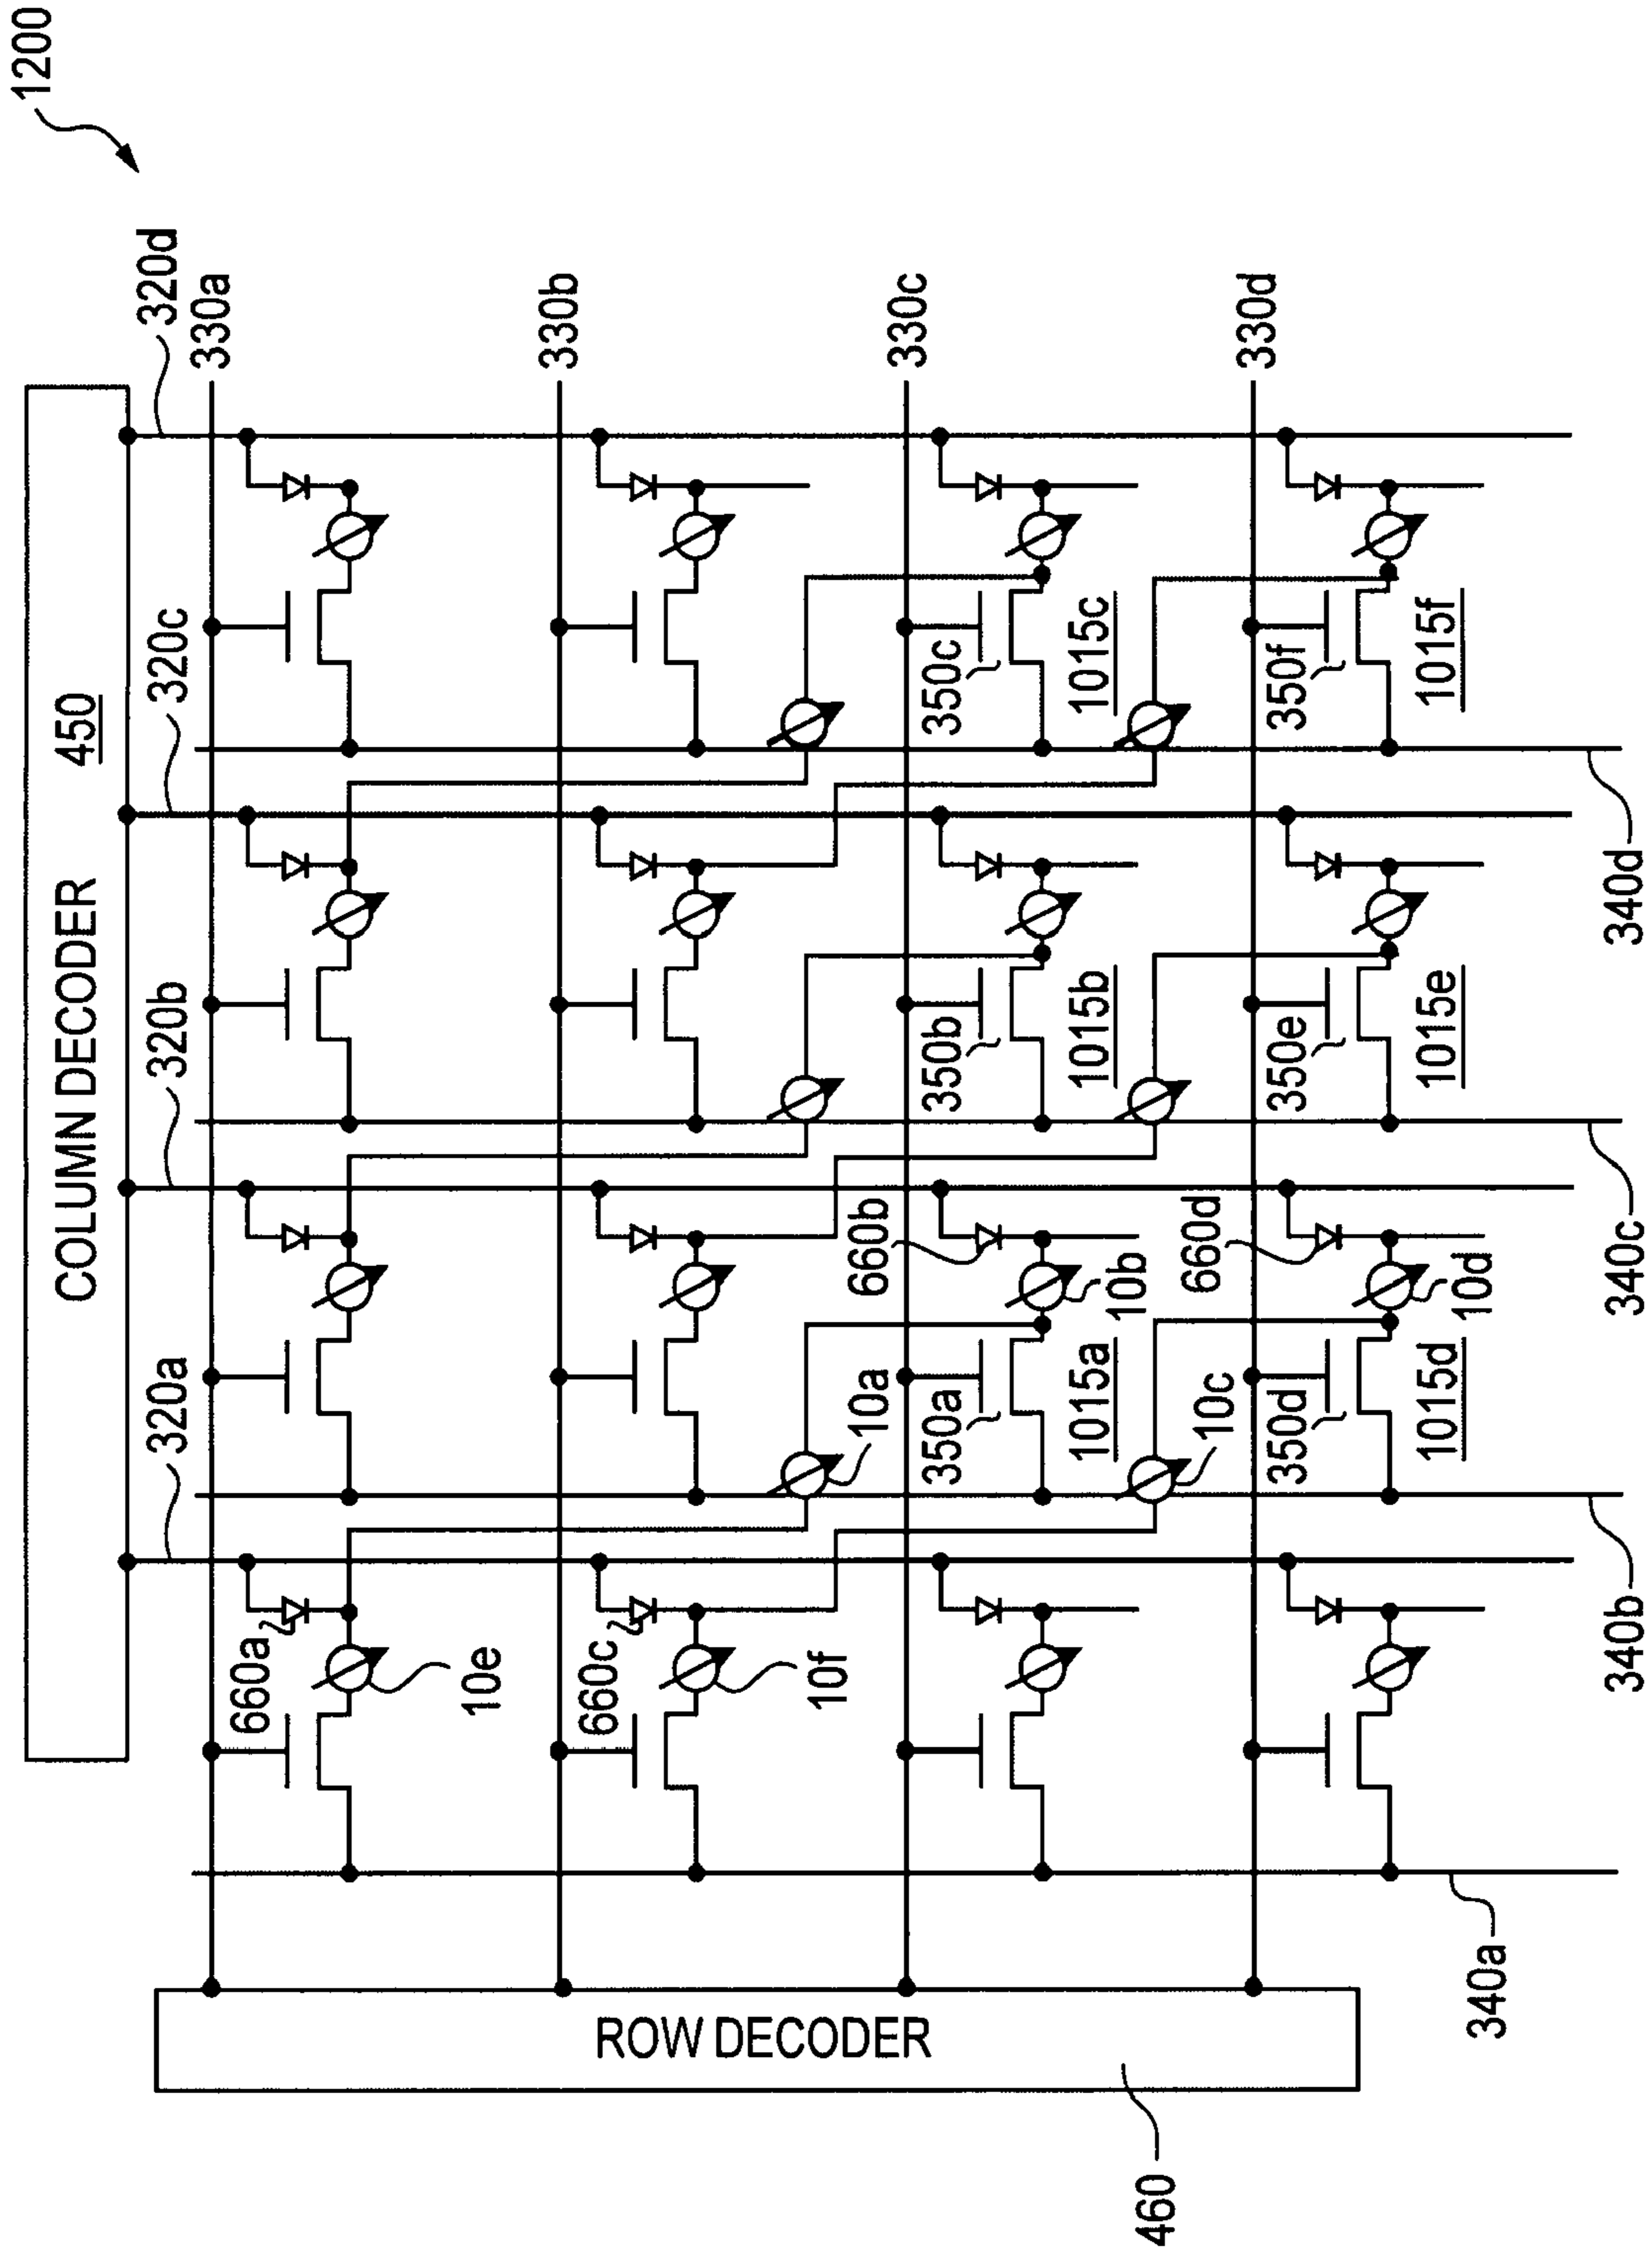 1200
COLUMN DECODER
450
320a
320b
320c
320d
330a
330b
330c
330d
660a
10e
660c
10f
10a
660b
10b
350a
1015a
350b
1015b
350c
1015c
10c
660d
10d
350d
1015d
350e
1015e
350f
1015f
340a
340b
340c
340d
ROW DECODER
460